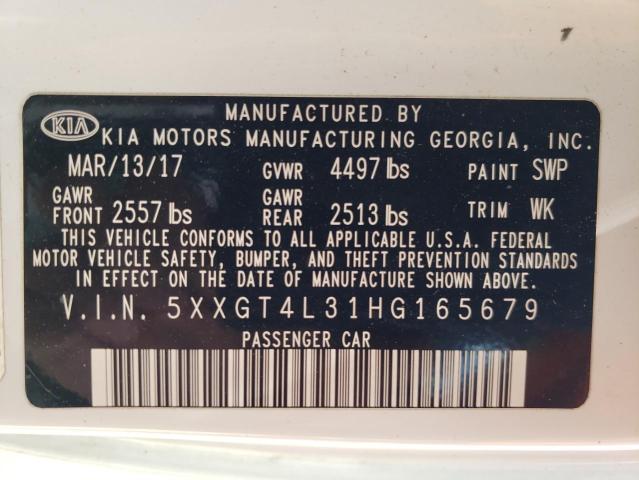 MANUFACTURED BY
KIA KIA MOTORS MANUFACTURING GEORGIA, INC.
MAR/13/17 GVWR 4497 lbs PAINT SWP
GAWR FRONT 2557 lbs GAWR REAR 2513 lbs TRIM WK
THIS VEHICLE CONFORMS TO ALL APPLICABLE U.S.A. FEDERAL
MOTOR VEHICLE SAFETY, BUMPER, AND THEFT PREVENTION STANDARDS
IN EFFECT ON THE DATE OF MANUFACTURE SHOWN ABOVE.
V.I.N. 5XXGT4L31HG165679
PASSENGER CAR